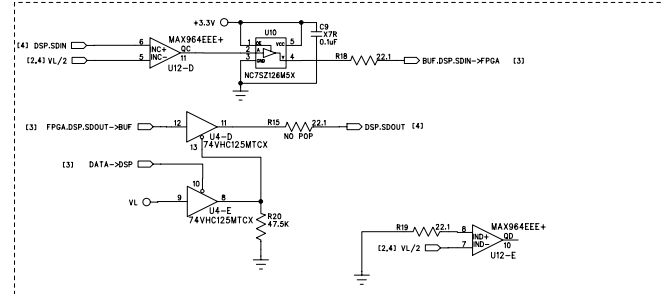 +3.3V
U10
C9
X7R
0.1uF
[4] DSP.SDIN
6
INC+
MAX964EEE+
QC
11
1
OE
VCC
5
2
A
Y
4
3
GND
R18
22.1
BUF.DSP.SDIN->FPGA [3]
[2,4] VL/2
5
INC-
U12-D
NC7SZ126M5X
[3] FPGA.DSP.SDOUT->BUF
12
11
R15
22.1
DSP.SDOUT [4]
U4-D
NO POP
13
74VHC125MTCX
[3] DATA->DSP
10
VL
9
8
U4-E
74VHC125MTCX
R20
47.5K
R19
22.1
8
IND+
MAX964EEE+
QD
10
[2,4] VL/2
7
IND-
U12-E